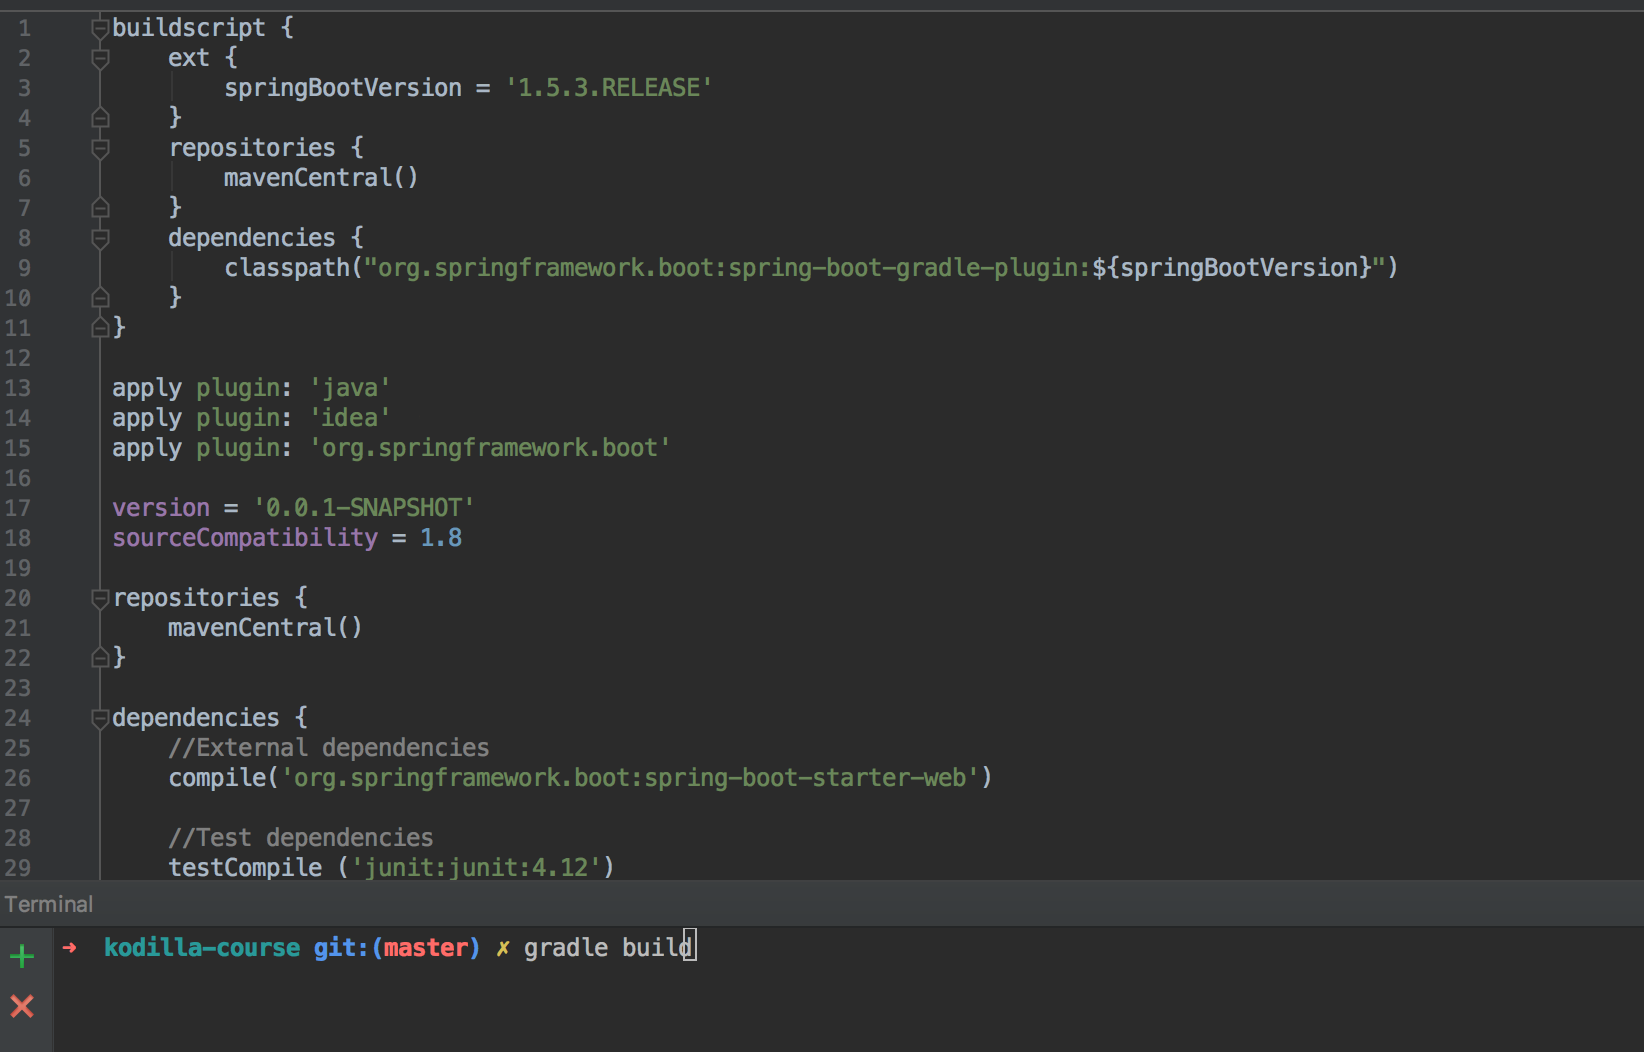 1 buildscript {
2     ext {
3         springBootVersion = '1.5.3.RELEASE'
4     }
5     repositories {
6         mavenCentral()
7     }
8     dependencies {
9         classpath("org.springframework.boot:spring-boot-gradle-plugin:${springBootVersion}")
10     }
11 }
12
13 apply plugin: 'java'
14 apply plugin: 'idea'
15 apply plugin: 'org.springframework.boot'
16
17 version = '0.0.1-SNAPSHOT'
18 sourceCompatibility = 1.8
19
20 repositories {
21     mavenCentral()
22 }
23
24 dependencies {
25     //External dependencies
26     compile('org.springframework.boot:spring-boot-starter-web')
27
28     //Test dependencies
29     testCompile ('junit:junit:4.12')
Terminal
➜ kodilla-course git:(master) ✗ gradle build